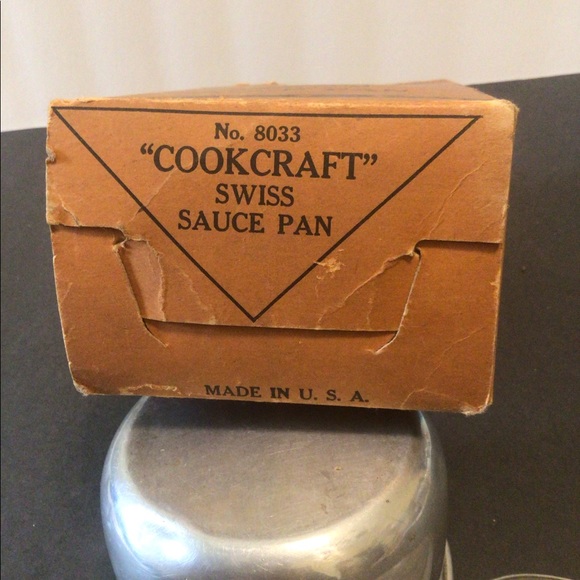 No. 8033
“COOKCRAFT”
SWISS
SAUCE PAN
MADE IN U. S. A.